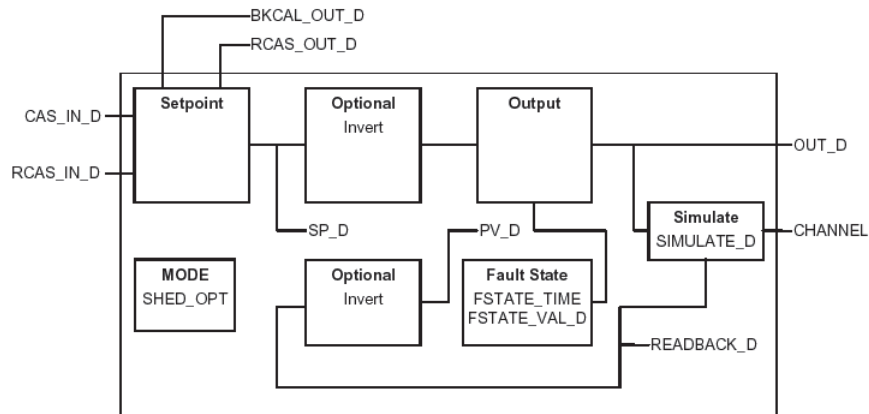 BKCAL_OUT_D
RCAS_OUT_D
CAS_IN_D
RCAS_IN_D
Setpoint
Optional
Invert
Output
OUT_D
SP_D
PV_D
Simulate
SIMULATE_D
CHANNEL
MODE
SHED_OPT
Optional
Invert
Fault State
FSTATE_TIME
FSTATE_VAL_D
READBACK_D